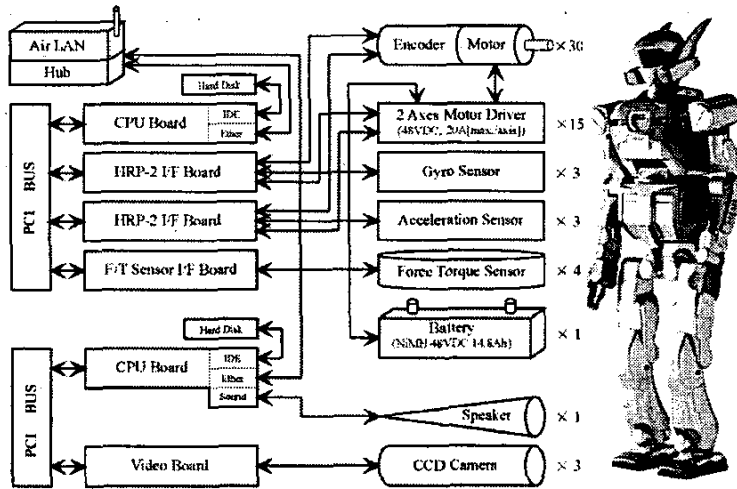 Air LAN
Hub
Hard Disk
CPU Board
IDE
Ether
HRP-2 I/F Board
HRP-2 I/F Board
F/T Sensor I/F Board
PCI BUS
Encoder
Motor
× 30
2 Axes Motor Driver
(48VDC, 20A[max./axis])
× 15
Gyro Sensor
× 3
Acceleration Sensor
× 3
Force Torque Sensor
× 4
Battery
(NiMH 48VDC 14.8Ah)
× 1
Hard Disk
CPU Board
IDE
Ether
Sound
PCI BUS
Video Board
Speaker
× 1
CCD Camera
× 3